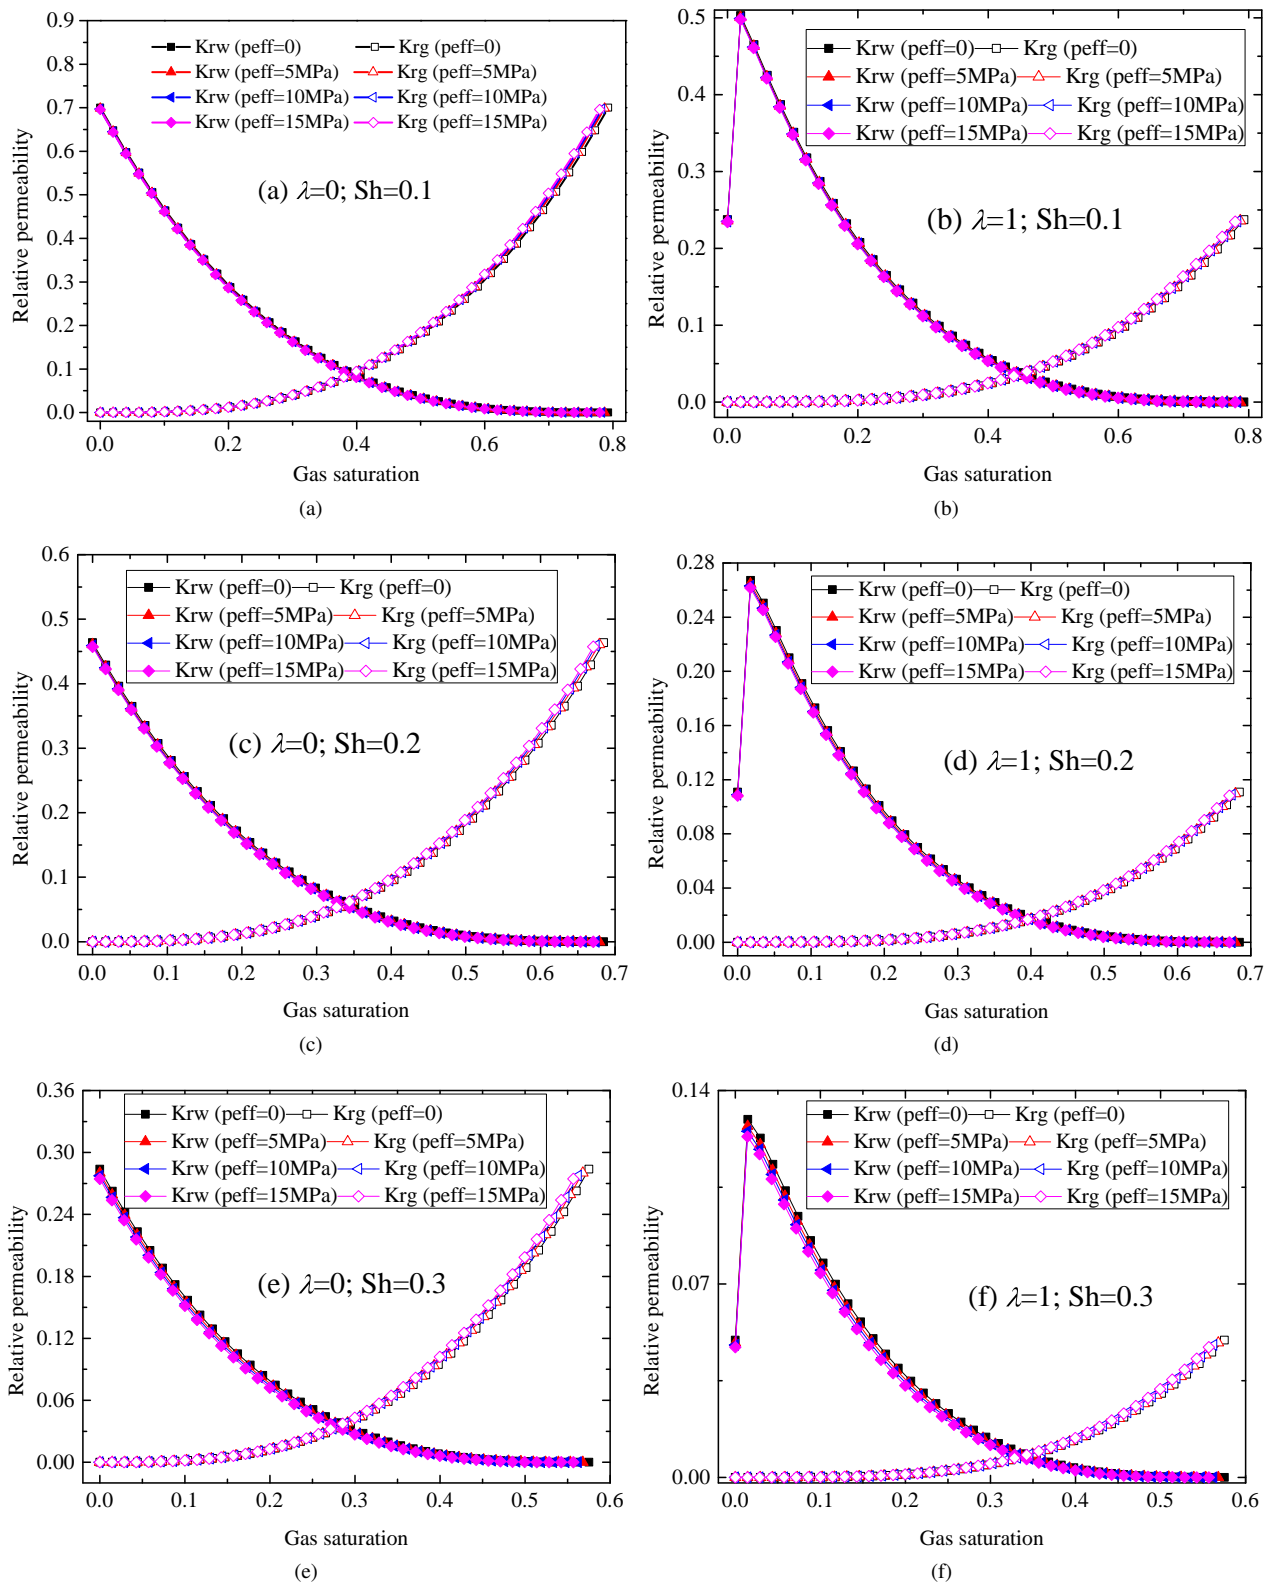 0.9
0.8
0.7
0.6
0.5
0.4
0.3
0.2
0.1
0.0
Relative permeability
Krw (peff=0) Krg (peff=0)
Krw (peff=5MPa) Krg (peff=5MPa)
Krw (peff=10MPa) Krg (peff=10MPa)
Krw (peff=15MPa) Krg (peff=15MPa)
(a) λ=0; Sh=0.1
0.0 0.2 0.4 0.6 0.8
Gas saturation
(a)
0.5
0.4
0.3
0.2
0.1
0.0
Relative permeability
Krw (peff=0) Krg (peff=0)
Krw (peff=5MPa) Krg (peff=5MPa)
Krw (peff=10MPa) Krg (peff=10MPa)
Krw (peff=15MPa) Krg (peff=15MPa)
(b) λ=1; Sh=0.1
0.0 0.2 0.4 0.6 0.8
Gas saturation
(b)
0.6
0.5
0.4
0.3
0.2
0.1
0.0
Relative permeability
Krw (peff=0) Krg (peff=0)
Krw (peff=5MPa) Krg (peff=5MPa)
Krw (peff=10MPa) Krg (peff=10MPa)
Krw (peff=15MPa) Krg (peff=15MPa)
(c) λ=0; Sh=0.2
0.0 0.1 0.2 0.3 0.4 0.5 0.6 0.7
Gas saturation
(c)
0.28
0.24
0.20
0.16
0.12
0.08
0.04
0.00
Relative permeability
Krw (peff=0) Krg (peff=0)
Krw (peff=5MPa) Krg (peff=5MPa)
Krw (peff=10MPa) Krg (peff=10MPa)
Krw (peff=15MPa) Krg (peff=15MPa)
(d) λ=1; Sh=0.2
0.0 0.1 0.2 0.3 0.4 0.5 0.6 0.7
Gas saturation
(d)
0.36
0.30
0.24
0.18
0.12
0.06
0.00
Relative permeability
Krw (peff=0) Krg (peff=0)
Krw (peff=5MPa) Krg (peff=5MPa)
Krw (peff=10MPa) Krg (peff=10MPa)
Krw (peff=15MPa) Krg (peff=15MPa)
(e) λ=0; Sh=0.3
0.0 0.1 0.2 0.3 0.4 0.5 0.6
Gas saturation
(e)
0.14
0.07
0.00
Relative permeability
Krw (peff=0) Krg (peff=0)
Krw (peff=5MPa) Krg (peff=5MPa)
Krw (peff=10MPa) Krg (peff=10MPa)
Krw (peff=15MPa) Krg (peff=15MPa)
(f) λ=1; Sh=0.3
0.0 0.1 0.2 0.3 0.4 0.5 0.6
Gas saturation
(f)